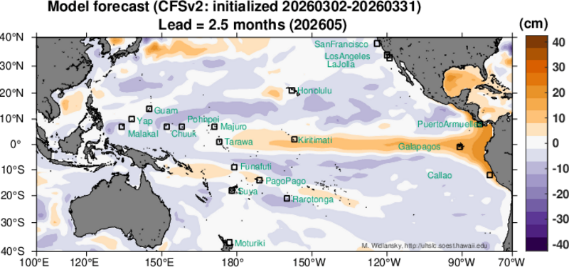 Model forecast (CFSv2: initialized 20260302-20260331)
Lead = 2.5 months (202605)
(cm)
40°N
30°N
20°N
10°N
0°
10°S
20°S
30°S
40°S
SanFrancisco
LosAngeles
LaJolla
Honolulu
Guam
Yap
Pohnpei
Malakal
Chuuk
Majuro
PuertoArmuelles
Tarawa
Kiritimati
Galapagos
Funafuti
Callao
PagoPago
Suva
Rarotonga
Moturiki
M. Widlansky, http://uhslc.soest.hawaii.edu
100°E
120°E
150°E
180°
150°W
120°W
90°W
70°W
40
30
20
10
0
-10
-20
-30
-40